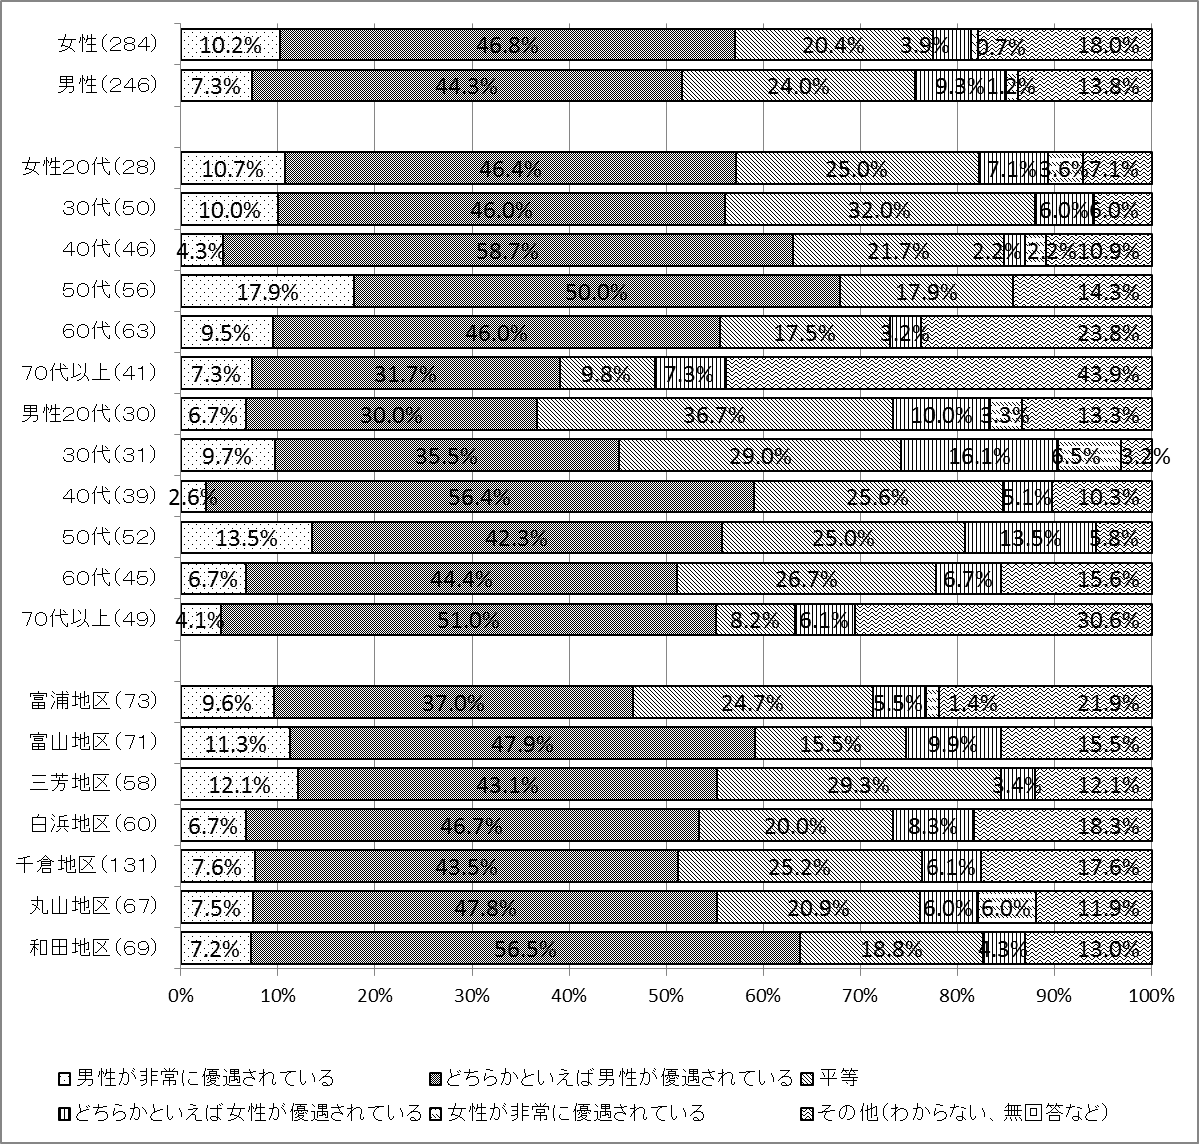 女性(284) 10.2% 46.8% 20.4% 3.9% 0.7% 18.0%
男性(246) 7.3% 44.3% 24.0% 9.3% 1.2% 13.8%
女性20代(28) 10.7% 46.4% 25.0% 7.1% 3.6% 7.1%
30代(50) 10.0% 46.0% 32.0% 6.0% 6.0%
40代(46) 4.3% 58.7% 21.7% 2.2% 2.2% 10.9%
50代(56) 17.9% 50.0% 17.9% 14.3%
60代(63) 9.5% 46.0% 17.5% 3.2% 23.8%
70代以上(41) 7.3% 31.7% 9.8% 7.3% 43.9%
男性20代(30) 6.7% 30.0% 36.7% 10.0% 3.3% 13.3%
30代(31) 9.7% 35.5% 29.0% 16.1% 6.5% 3.2%
40代(39) 2.6% 56.4% 25.6% 5.1% 10.3%
50代(52) 13.5% 42.3% 25.0% 13.5% 5.8%
60代(45) 6.7% 44.4% 26.7% 6.7% 15.6%
70代以上(49) 4.1% 51.0% 8.2% 6.1% 30.6%
富浦地区(73) 9.6% 37.0% 24.7% 5.5% 1.4% 21.9%
富山地区(71) 11.3% 47.9% 15.5% 9.9% 15.5%
三芳地区(58) 12.1% 43.1% 29.3% 3.4% 12.1%
白浜地区(60) 6.7% 46.7% 20.0% 8.3% 18.3%
千倉地区(131) 7.6% 43.5% 25.2% 6.1% 17.6%
丸山地区(67) 7.5% 47.8% 20.9% 6.0% 6.0% 11.9%
和田地区(69) 7.2% 56.5% 18.8% 4.3% 13.0%
0% 10% 20% 30% 40% 50% 60% 70% 80% 90% 100%
男性が非常に優遇されている どちらかといえば男性が優遇されている 平等
どちらかといえば女性が優遇されている 女性が非常に優遇されている その他(わからない、無回答など)